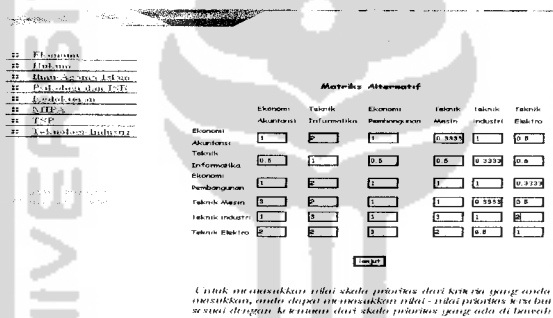 Ekonomi
Hukum
Ilmu Agama Islam
Psikologi dan ISB
Kedokteran
MIPA
TSP
Teknologi Industri
Matriks Alternatif
Ekonomi Akuntansi Teknik Informatika Ekonomi Pembangunan Teknik Mesin Teknik Industri Teknik Elektro
Ekonomi Akuntansi 1 2 1 0.3333 1 0.5
Teknik Informatika 0.5 1 0.5 0.5 0.3333 0.5
Ekonomi Pembangunan 1 2 1 1 1 0.3333
Teknik Mesin 3 2 1 1 0.3333 0.5
Teknik Industri 1 3 1 3 1 2
Teknik Elektro 2 2 3 2 0.5 1
lanjut
Untuk memasukkan nilai skala prioritas dari kriteria yang anda
masukkan, anda dapat memasukkan nilai - nilai prioritas tersebut
sesuai dengan ketentuan dari skala prioritas yang ada di bawah